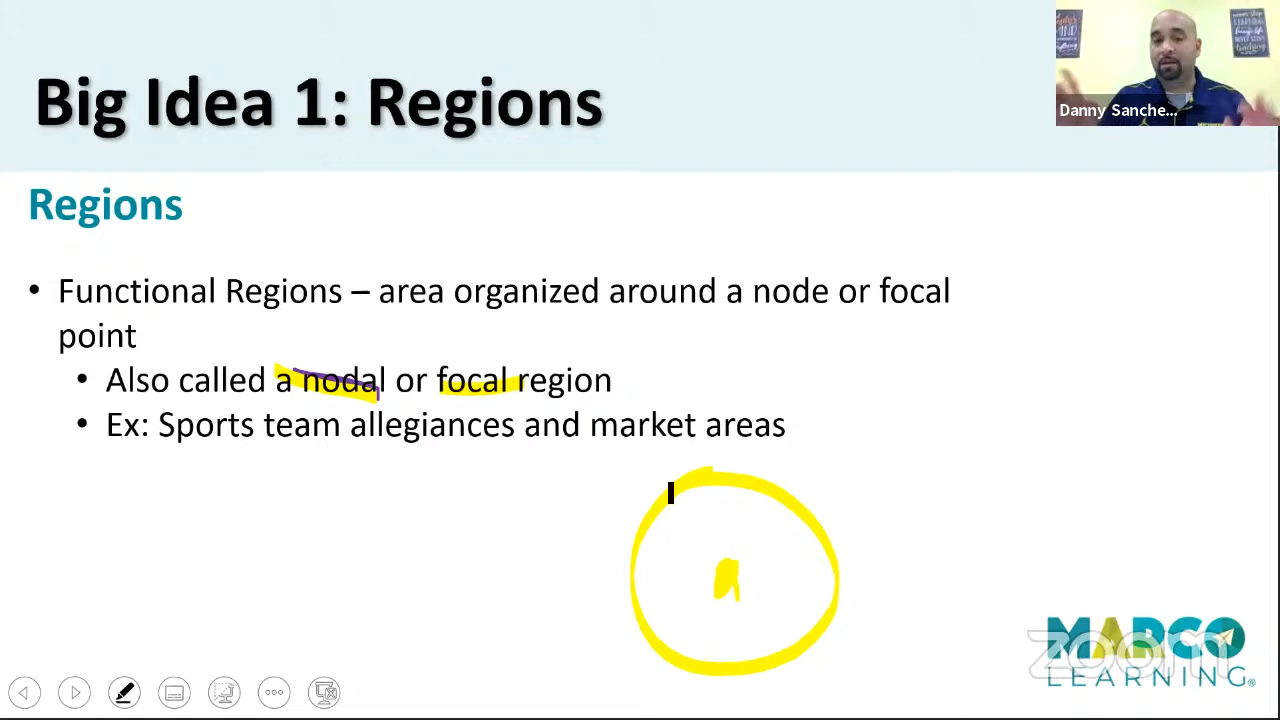 Big Idea 1: Regions
Danny Sanche...
Regions
• Functional Regions – area organized around a node or focal
point
• Also called a nodal or focal region
• Ex: Sports team allegiances and market areas
MARCO
zoom
LEARNING®